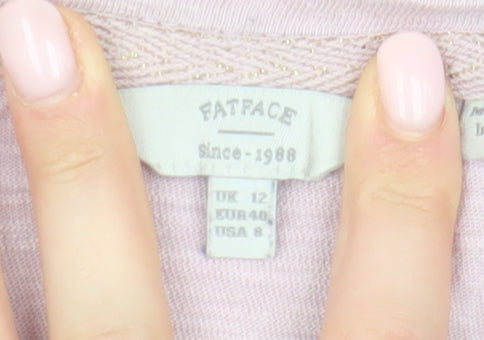 FATFACE
Since - 1988
UK 12
EUR 40
USA 8